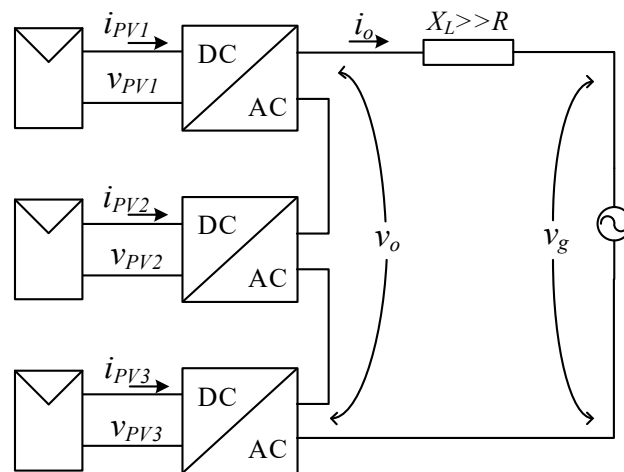 i_PV1
v_PV1
DC
AC
i_o
X_L>>R
i_PV2
v_PV2
DC
AC
v_o
v_g
i_PV3
v_PV3
DC
AC